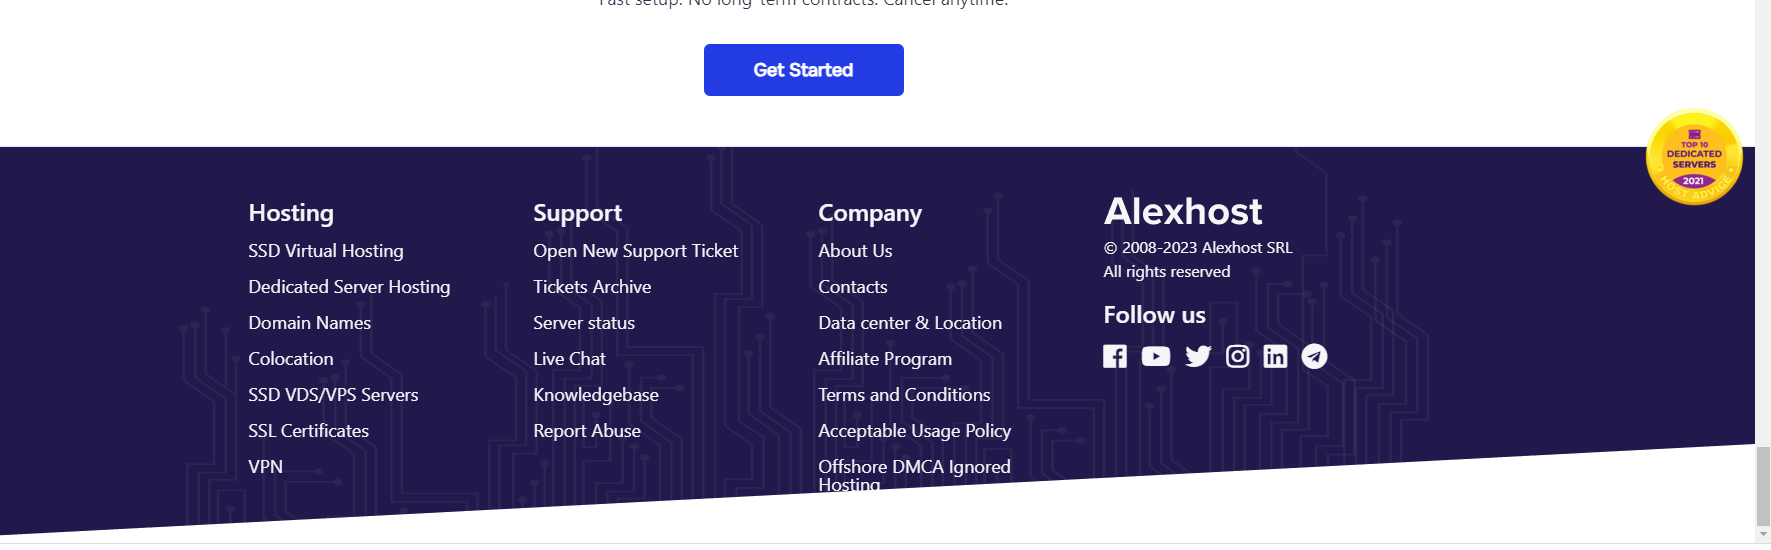 Fast setup. No long-term contracts. Cancel anytime.
Get Started
TOP 10
DEDICATED
SERVERS
2021
HOST ADVICE
Hosting
SSD Virtual Hosting
Dedicated Server Hosting
Domain Names
Colocation
SSD VDS/VPS Servers
SSL Certificates
VPN
Support
Open New Support Ticket
Tickets Archive
Server status
Live Chat
Knowledgebase
Report Abuse
Company
About Us
Contacts
Data center & Location
Affiliate Program
Terms and Conditions
Acceptable Usage Policy
Offshore DMCA Ignored
Hosting
Alexhost
© 2008-2023 Alexhost SRL
All rights reserved
Follow us